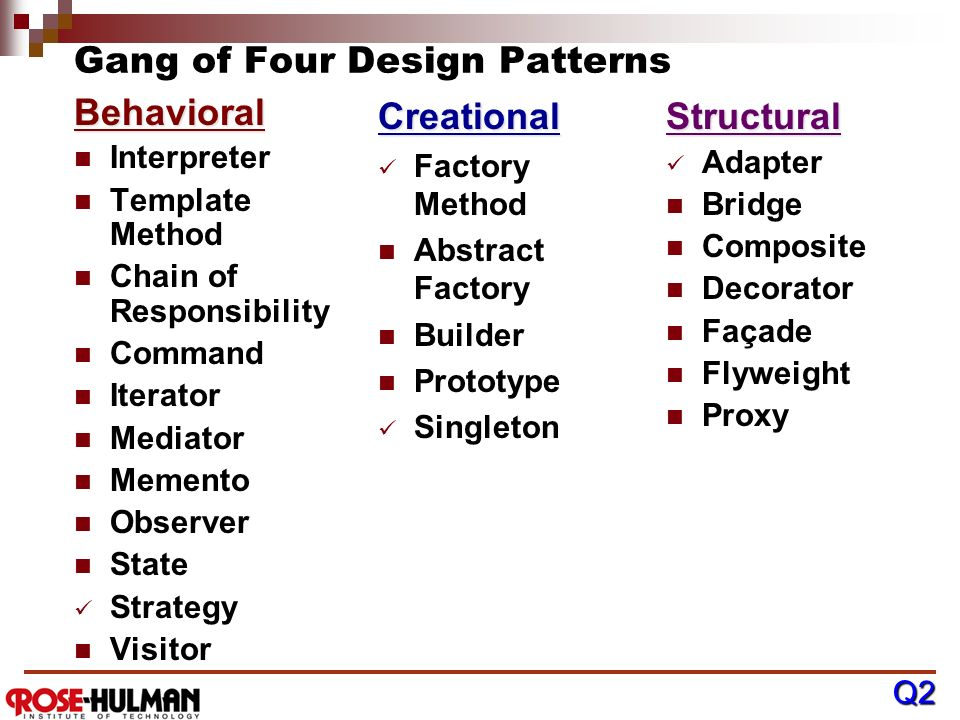 Gang of Four Design Patterns
Behavioral
Interpreter
Template
Method
Chain of
Responsibility
Command
Iterator
Mediator
Memento
Observer
State
Strategy
Visitor
Creational
Factory
Method
Abstract
Factory
Builder
Prototype
Singleton
Structural
Adapter
Bridge
Composite
Decorator
Façade
Flyweight
Proxy
ROSE-HULMAN
INSTITUTE OF TECHNOLOGY
Q2